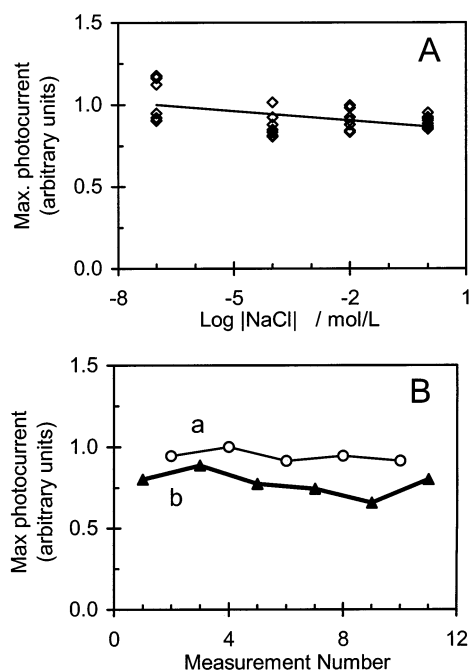 A
Max. photocurrent
(arbitrary units)
1.5
1.0
0.5
0.0
-8
-5
-2
1
Log |NaCl| / mol/L
B
Max photocurrent
(arbitrary units)
1.5
1.0
0.5
0.0
a
b
0
4
8
12
Measurement Number